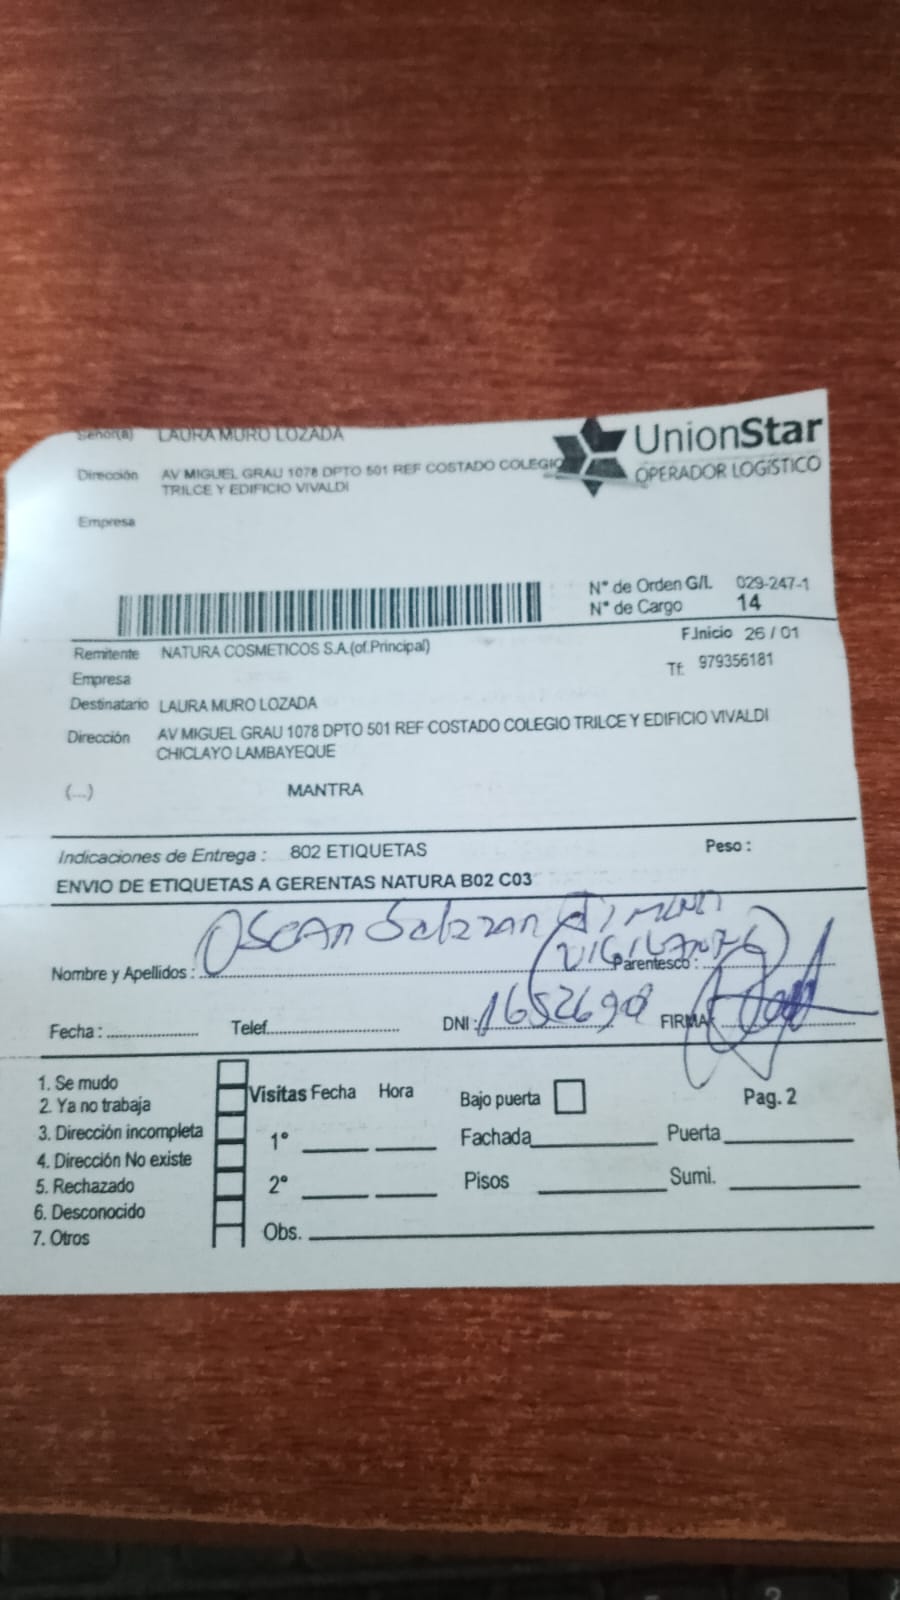 Señor(a) LAURA MURO LOZADA
UnionStar
OPERADOR LOGÍSTICO
Dirección AV MIGUEL GRAU 1078 DPTO 501 REF COSTADO COLEGIO
TRILCE Y EDIFICIO VIVALDI
Empresa
N° de Orden G/L 029-247-1
N° de Cargo 14
F.Inicio 26 / 01
Remitente NATURA COSMETICOS S.A.(of.Principal)
Tf: 979356181
Empresa
Destinatario LAURA MURO LOZADA
Dirección AV MIGUEL GRAU 1078 DPTO 501 REF COSTADO COLEGIO TRILCE Y EDIFICIO VIVALDI
CHICLAYO LAMBAYEQUE
(...) MANTRA
Indicaciones de Entrega : 802 ETIQUETAS Peso :
ENVIO DE ETIQUETAS A GERENTAS NATURA B02 C03
Nombre y Apellidos : OSCAR Salazar
Parentesco : VIGILANTE
Fecha : Telef. DNI : FIRMA
1. Se mudo
2. Ya no trabaja
3. Dirección incompleta
4. Dirección No existe
5. Rechazado
6. Desconocido
7. Otros
Visitas Fecha Hora
1°
2°
Obs.
Bajo puerta Pag. 2
Fachada Puerta
Pisos Sumi.